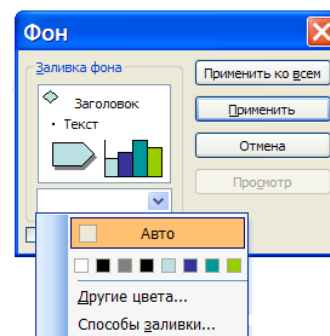 Фон
Заливка фона
Применить ко всем
Заголовок
• Текст
Применить
Отмена
Просмотр
Авто
Другие цвета...
Способы заливки...